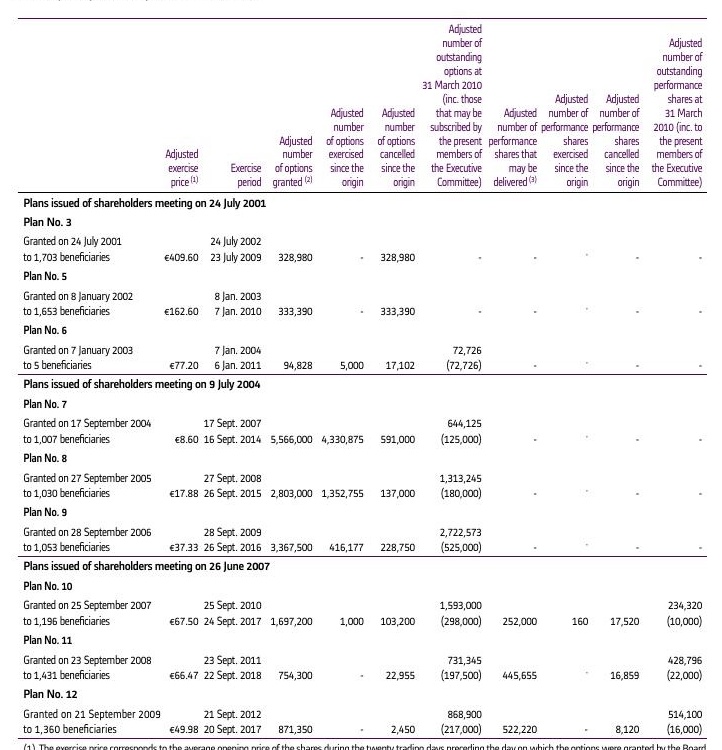 Adjusted exercise price (1) | Exercise period | Adjusted number of options granted (2) | Adjusted number of options exercised since the origin | Adjusted number of options cancelled since the origin | Adjusted number of outstanding options at 31 March 2010 (inc. those that may be subscribed by the present members of the Executive Committee) | Adjusted number of performance shares that may be delivered (3) | Adjusted number of performance shares exercised since the origin | Adjusted number of performance shares cancelled since the origin | Adjusted number of outstanding performance shares at 31 March 2010 (inc. to the present members of the Executive Committee)
Plans issued of shareholders meeting on 24 July 2001
Plan No. 3
Granted on 24 July 2001 24 July 2002
to 1,703 beneficiaries €409.60 23 July 2009 328,980 - 328,980 - - - - -
Plan No. 5
Granted on 8 January 2002 8 Jan. 2003
to 1,653 beneficiaries €162.60 7 Jan. 2010 333,390 - 333,390 - - - - -
Plan No. 6
Granted on 7 January 2003 7 Jan. 2004 72,726
to 5 beneficiaries €77.20 6 Jan. 2011 94,828 5,000 17,102 (72,726) - - - -
Plans issued of shareholders meeting on 9 July 2004
Plan No. 7
Granted on 17 September 2004 17 Sept. 2007 644,125
to 1,007 beneficiaries €8.60 16 Sept. 2014 5,566,000 4,330,875 591,000 (125,000) - - - -
Plan No. 8
Granted on 27 September 2005 27 Sept. 2008 1,313,245
to 1,030 beneficiaries €17.88 26 Sept. 2015 2,803,000 1,352,755 137,000 (180,000) - - - -
Plan No. 9
Granted on 28 September 2006 28 Sept. 2009 2,722,573
to 1,053 beneficiaries €37.33 26 Sept. 2016 3,367,500 416,177 228,750 (525,000) - - - -
Plans issued of shareholders meeting on 26 June 2007
Plan No. 10
Granted on 25 September 2007 25 Sept. 2010 1,593,000 234,320
to 1,196 beneficiaries €67.50 24 Sept. 2017 1,697,200 1,000 103,200 (298,000) 252,000 160 17,520 (10,000)
Plan No. 11
Granted on 23 September 2008 23 Sept. 2011 731,345 428,796
to 1,431 beneficiaries €66.47 22 Sept. 2018 754,300 - 22,955 (197,500) 445,655 - 16,859 (22,000)
Plan No. 12
Granted on 21 September 2009 21 Sept. 2012 868,900 514,100
to 1,360 beneficiaries €49.98 20 Sept. 2017 871,350 - 2,450 (217,000) 522,220 - 8,120 (16,000)
(1) The exercise price corresponds to the average opening price of the shares during the twenty trading days preceding the day on which the options were granted by the Board